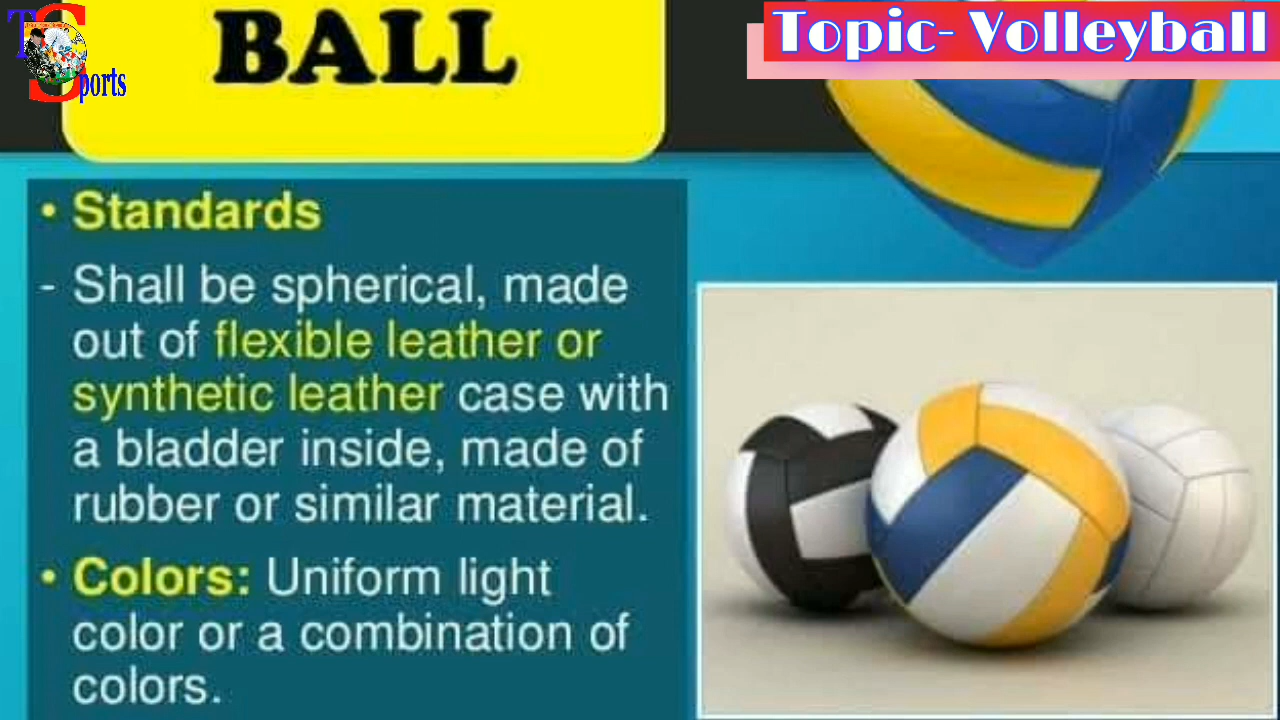 TS
ports
BALL
Topic- Volleyball
• Standards
- Shall be spherical, made
out of flexible leather or
synthetic leather case with
a bladder inside, made of
rubber or similar material.
• Colors: Uniform light
color or a combination of
colors.